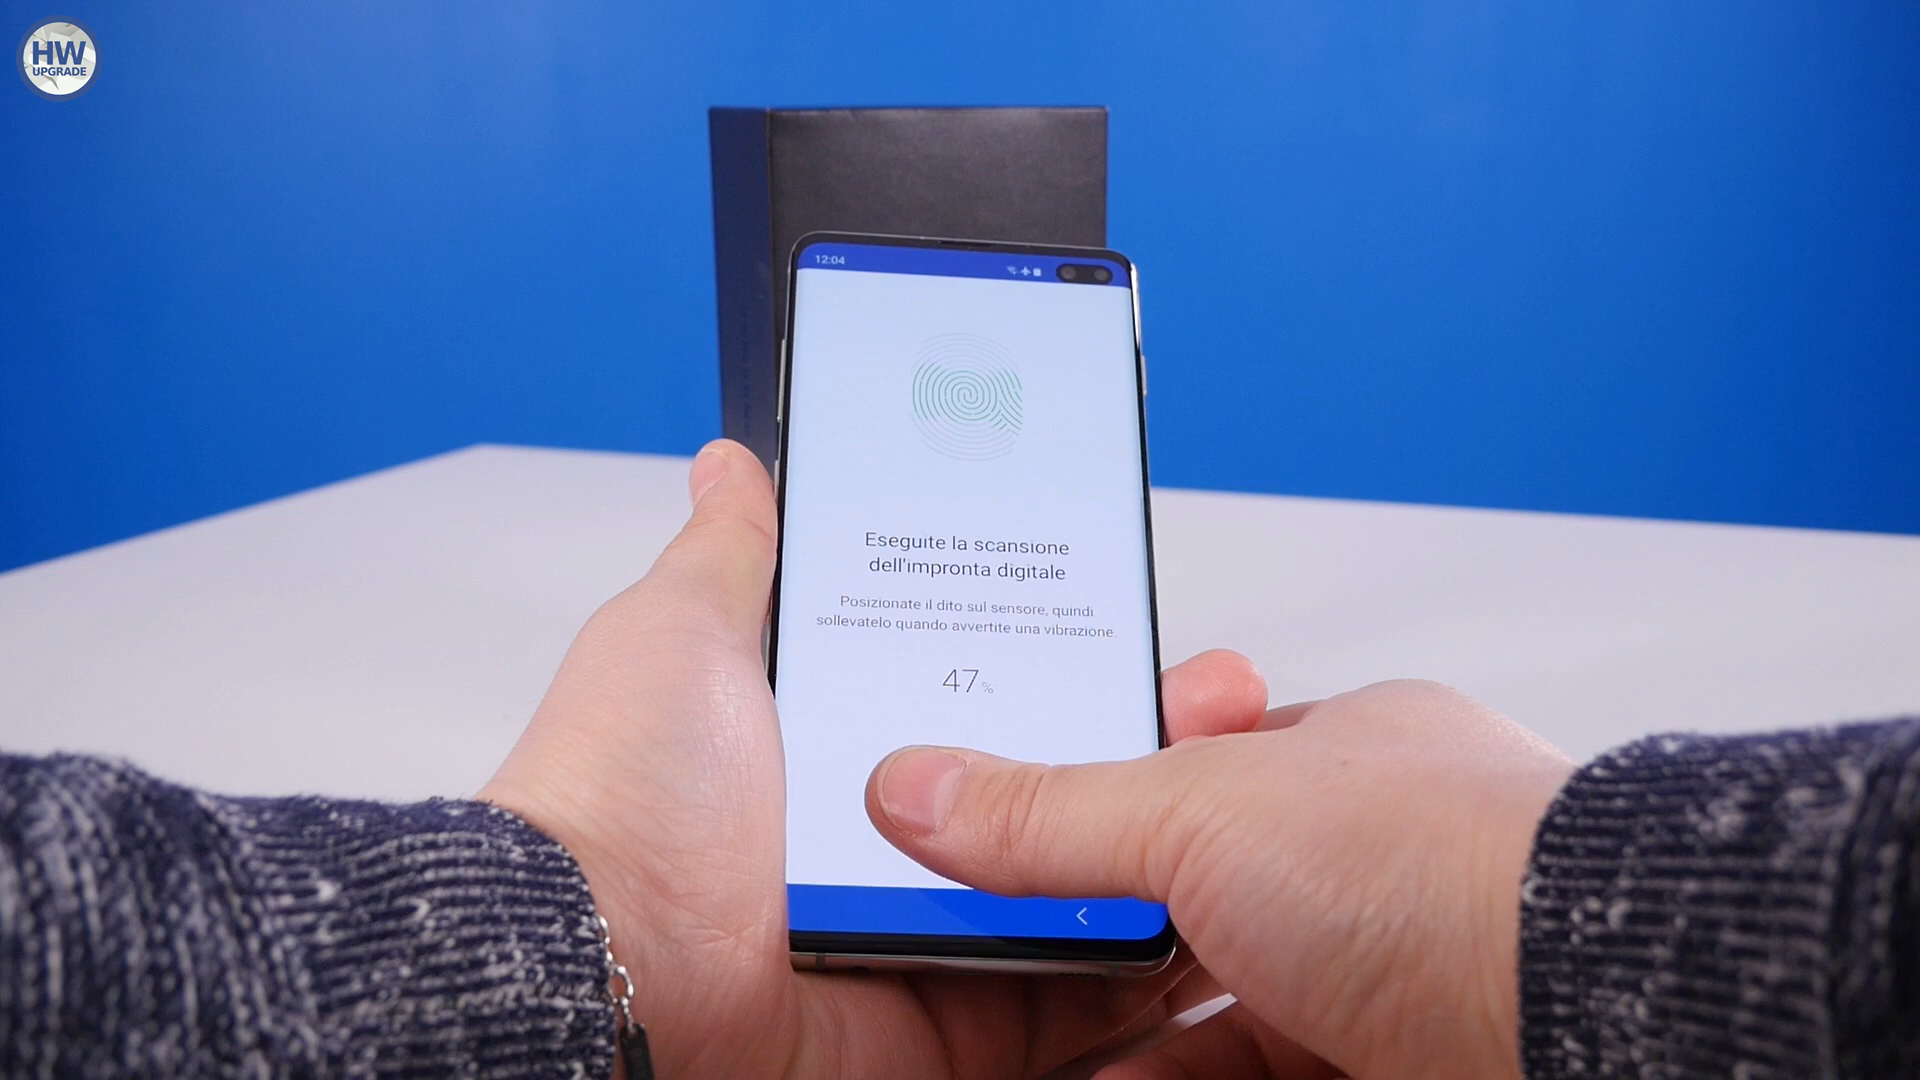 HW
UPGRADE
12:04
Eseguite la scansione
dell'impronta digitale
Posizionate il dito sul sensore, quindi
sollevatelo quando avvertite una vibrazione.
47%